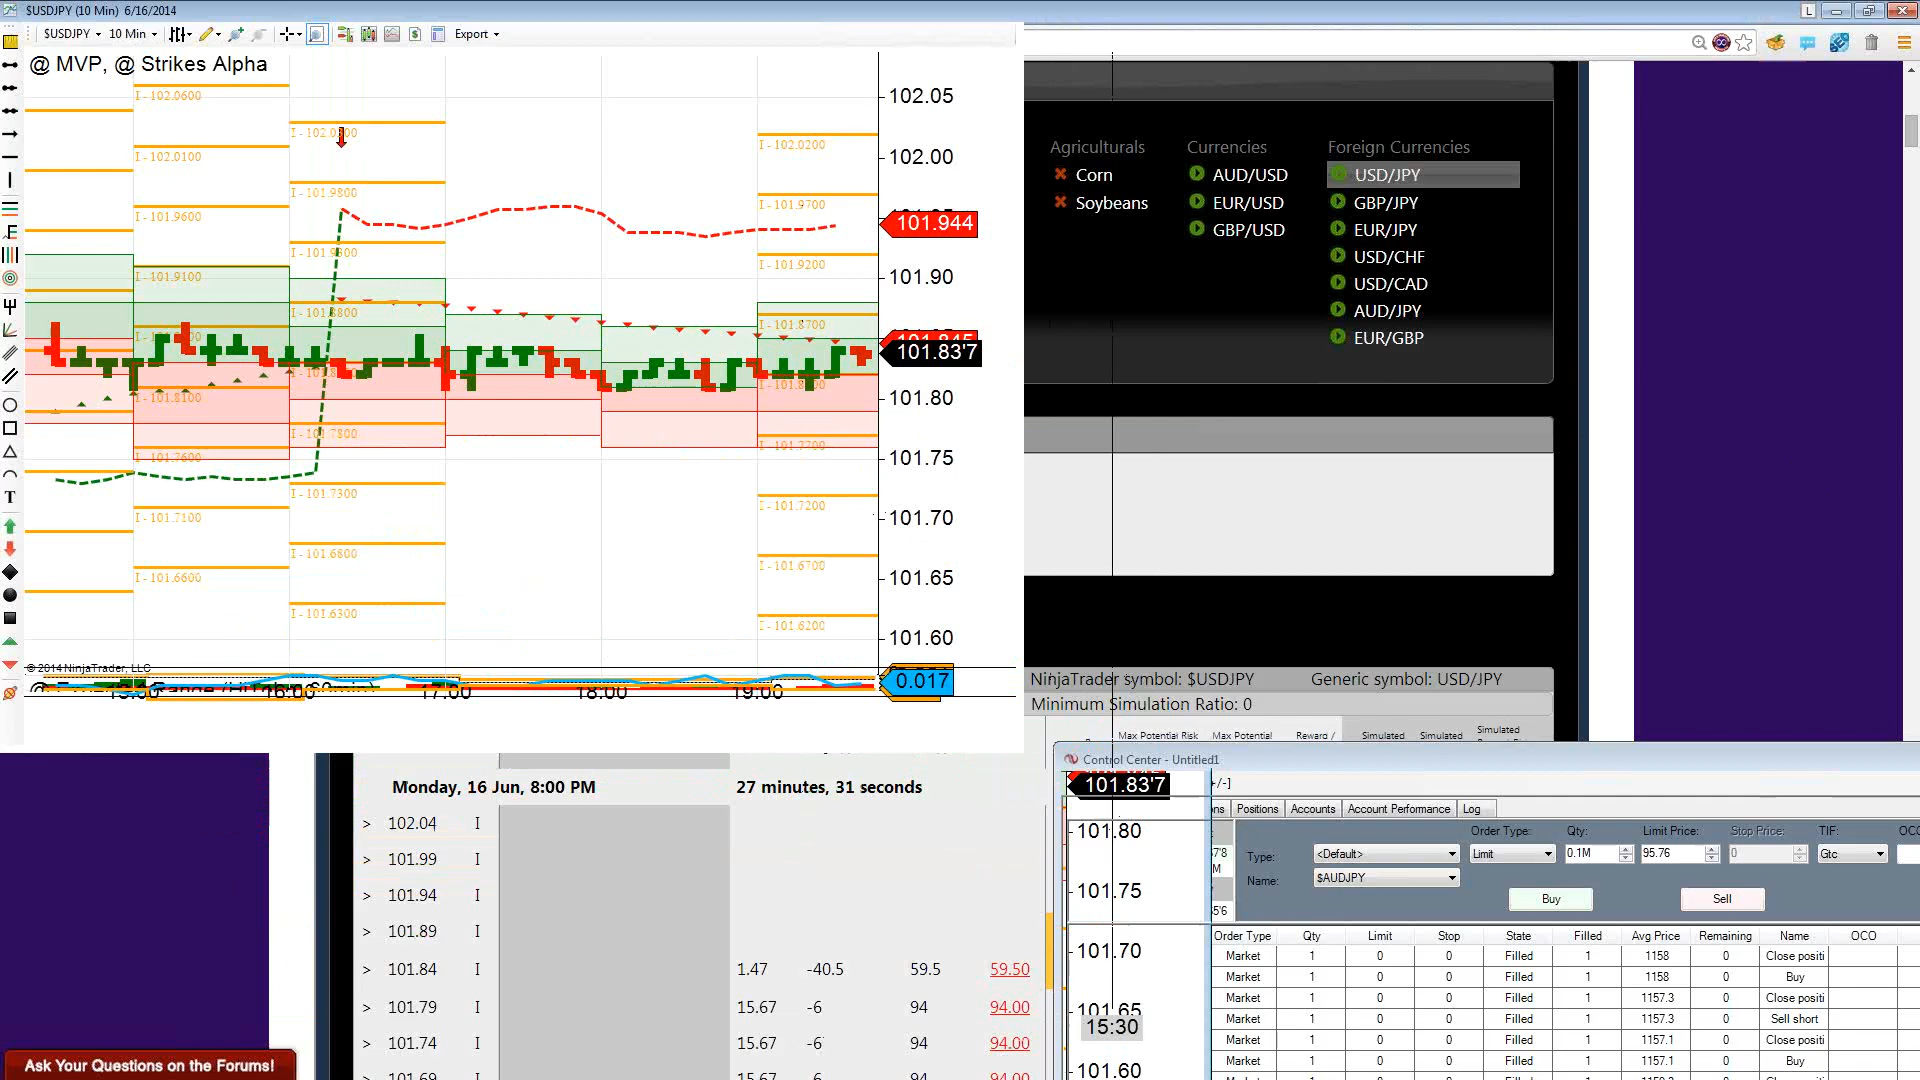 $USDJPY (10 Min) 6/16/2014
$USDJPY 10 Min Export
@ MVP, @ Strikes Alpha
I - 102.0600
I - 102.0100
I - 101.9600
I - 101.9100
I - 101.8100
I - 101.7600
I - 101.7100
I - 101.6600
I - 101.9800
I - 101.8800
I - 101.7800
I - 101.7300
I - 101.6800
I - 101.6300
I - 102.0200
I - 101.9700
I - 101.9200
I - 101.8700
I - 101.7700
I - 101.7200
I - 101.6700
I - 101.6200
102.05
102.00
101.944
101.90
101.83'7
101.80
101.75
101.70
101.65
101.60
© 2014 NinjaTrader, LLC
0.017
16:00 17:00 18:00 19:00
Agriculturals Currencies Foreign Currencies
Corn AUD/USD USD/JPY
Soybeans EUR/USD GBP/JPY
GBP/USD EUR/JPY
USD/CHF
USD/CAD
AUD/JPY
EUR/GBP
NinjaTrader symbol: $USDJPY Generic symbol: USD/JPY
Minimum Simulation Ratio: 0
Max Potential Risk Max Potential Reward / Simulated Simulated Simulated
Monday, 16 Jun, 8:00 PM 27 minutes, 31 seconds
> 102.04 I
> 101.99 I
> 101.94 I
> 101.89 I
> 101.84 I 1.47 -40.5 59.5 59.50
> 101.79 I 15.67 -6 94 94.00
> 101.74 I 15.67 -6 94 94.00
> 101.69 I 15.67 -6 94 94.00
Ask Your Questions on the Forums!
Control Center - Untitled1
101.83'7
+/-]
101.80
101.75
101.70
101.65
15:30
101.60
Positions Accounts Account Performance Log
Order Type: Qty: Limit Price: Stop Price: TIF:
Type: <Default> Limit 0.1M 95.76 0 Gtc
Name: $AUDJPY
Buy Sell
Order Type Qty Limit Stop State Filled Avg Price Remaining Name OCO
Market 1 0 0 Filled 1 1158 0 Close positi
Market 1 0 0 Filled 1 1158 0 Buy
Market 1 0 0 Filled 1 1157.3 0 Close positi
Market 1 0 0 Filled 1 1157.3 0 Sell short
Market 1 0 0 Filled 1 1157.1 0 Close positi
Market 1 0 0 Filled 1 1157.1 0 Buy